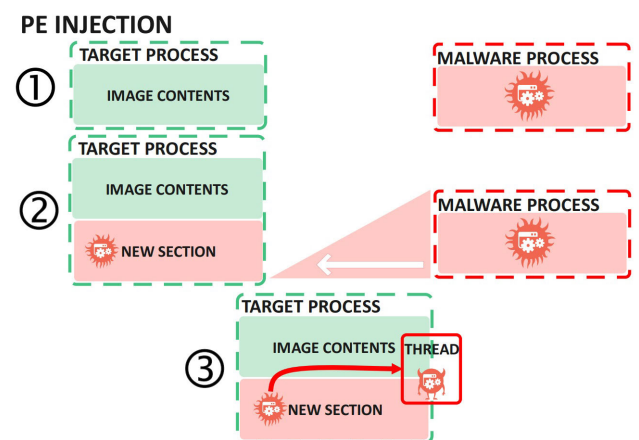 PE INJECTION
①
TARGET PROCESS
IMAGE CONTENTS
MALWARE PROCESS
②
TARGET PROCESS
IMAGE CONTENTS
NEW SECTION
MALWARE PROCESS
③
TARGET PROCESS
IMAGE CONTENTS
THREAD
NEW SECTION